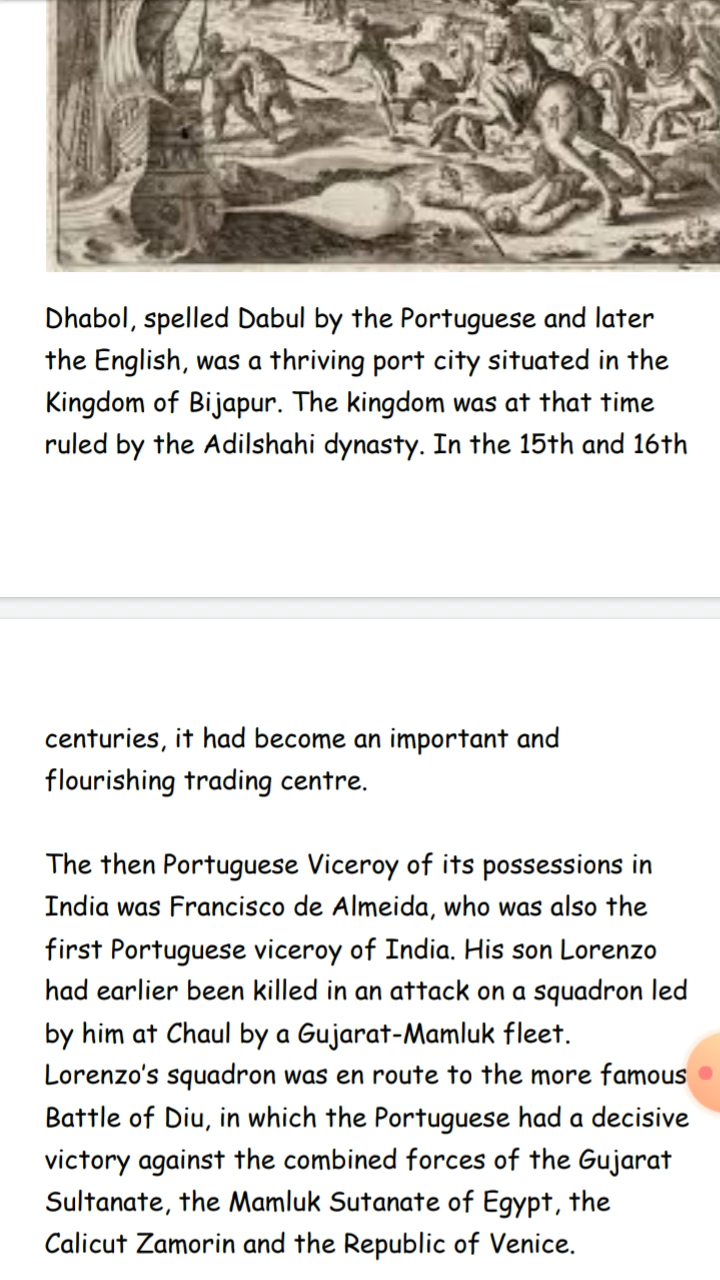 Dhabol, spelled Dabul by the Portuguese and later
the English, was a thriving port city situated in the
Kingdom of Bijapur. The kingdom was at that time
ruled by the Adilshahi dynasty. In the 15th and 16th
centuries, it had become an important and
flourishing trading centre.
The then Portuguese Viceroy of its possessions in
India was Francisco de Almeida, who was also the
first Portuguese viceroy of India. His son Lorenzo
had earlier been killed in an attack on a squadron led
by him at Chaul by a Gujarat-Mamluk fleet.
Lorenzo's squadron was en route to the more famous
Battle of Diu, in which the Portuguese had a decisive
victory against the combined forces of the Gujarat
Sultanate, the Mamluk Sutanate of Egypt, the
Calicut Zamorin and the Republic of Venice.